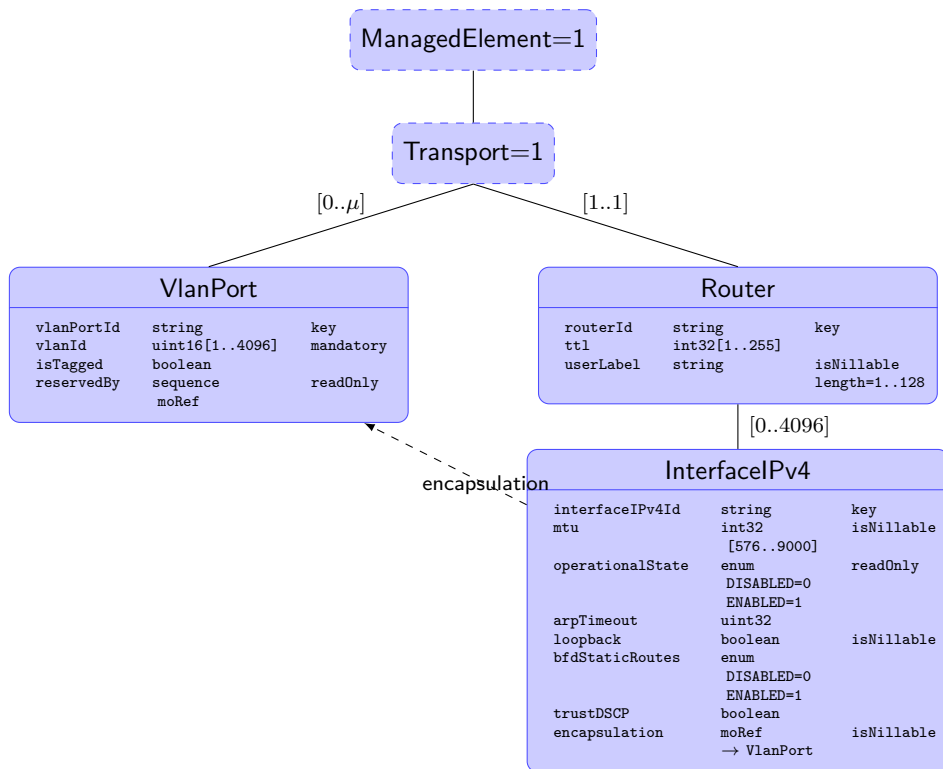 ManagedElement=1
Transport=1
[0..μ]
[1..1]
VlanPort
vlanPortId string key
vlanId uint16[1..4096] mandatory
isTagged boolean
reservedBy sequence readOnly
moRef
Router
routerId string key
ttl int32[1..255]
userLabel string isNillable
length=1..128
[0..4096]
encapsulation
InterfaceIPv4
interfaceIPv4Id string key
mtu int32 isNillable
[576..9000]
operationalState enum readOnly
DISABLED=0
ENABLED=1
arpTimeout uint32
loopback boolean isNillable
bfdStaticRoutes enum
DISABLED=0
ENABLED=1
trustDSCP boolean
encapsulation moRef isNillable
→ VlanPort